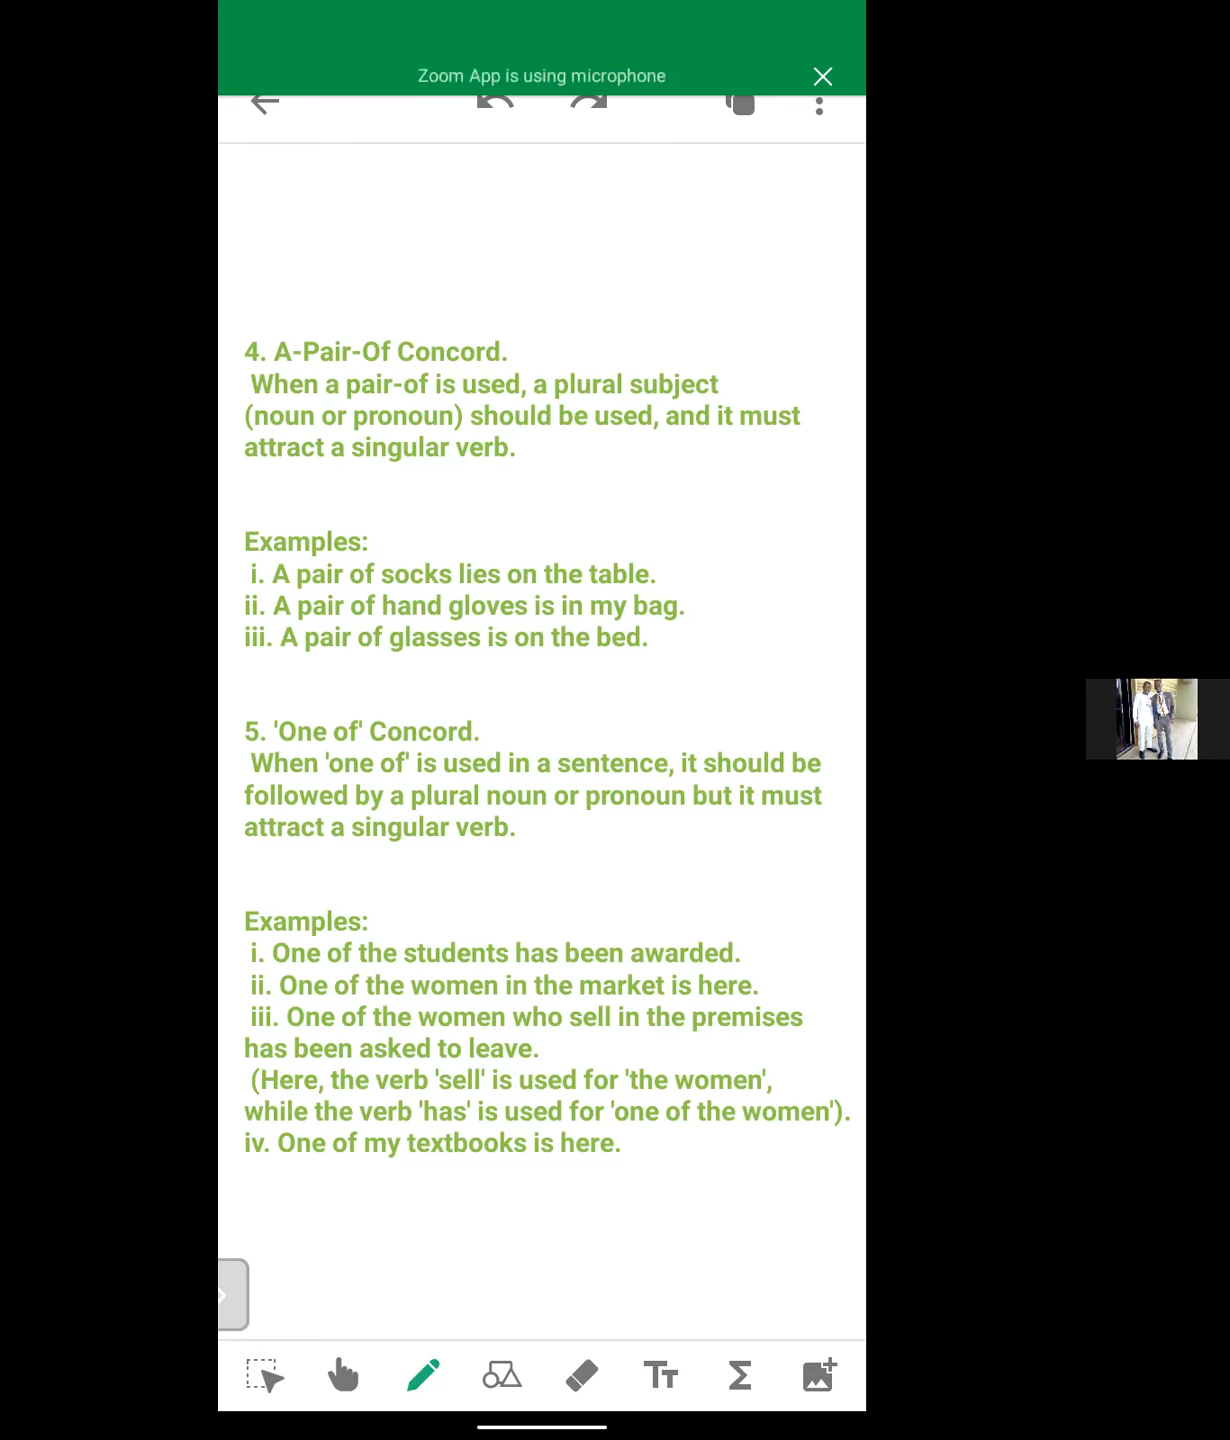 Zoom App is using microphone
4. A-Pair-Of Concord.
When a pair-of is used, a plural subject
(noun or pronoun) should be used, and it must
attract a singular verb.
Examples:
i. A pair of socks lies on the table.
ii. A pair of hand gloves is in my bag.
iii. A pair of glasses is on the bed.
5. 'One of' Concord.
When 'one of' is used in a sentence, it should be
followed by a plural noun or pronoun but it must
attract a singular verb.
Examples:
i. One of the students has been awarded.
ii. One of the women in the market is here.
iii. One of the women who sell in the premises
has been asked to leave.
(Here, the verb 'sell' is used for 'the women',
while the verb 'has' is used for 'one of the women').
iv. One of my textbooks is here.